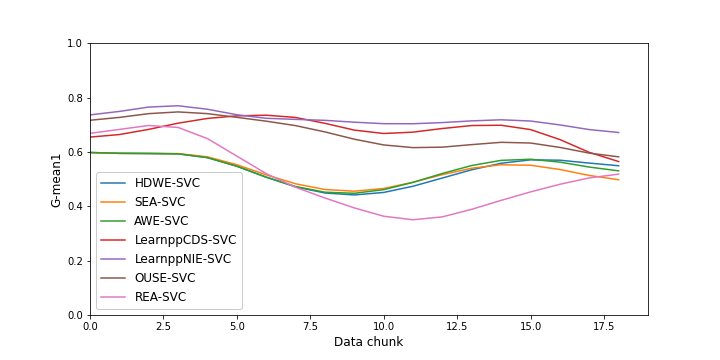 1.0
0.8
0.6
0.4
0.2
0.0
G-mean1
HDWE-SVC
SEA-SVC
AWE-SVC
LearnppCDS-SVC
LearnppNIE-SVC
OUSE-SVC
REA-SVC
0.0 2.5 5.0 7.5 10.0 12.5 15.0 17.5
Data chunk